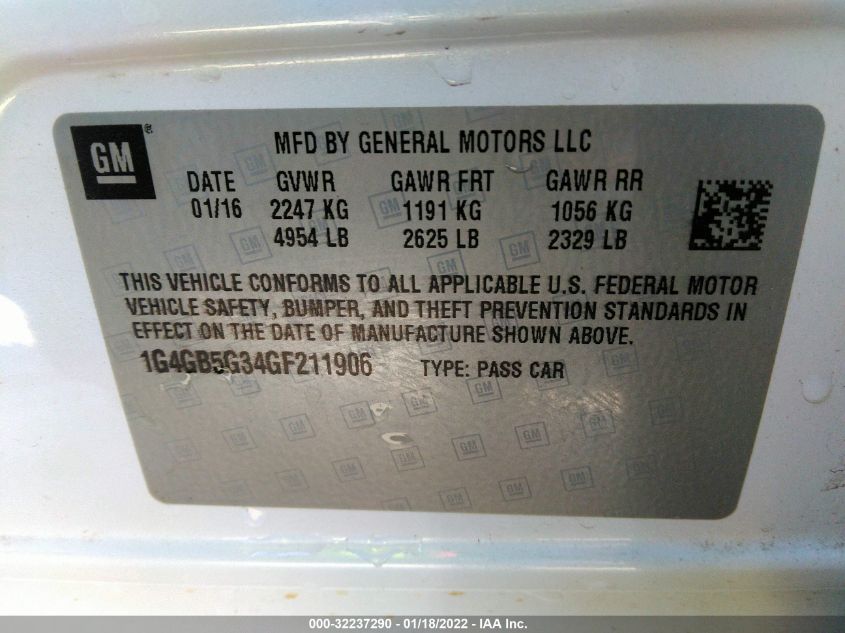 GM®
MFD BY GENERAL MOTORS LLC
DATE GVWR GAWR FRT GAWR RR
01/16 2247 KG 1191 KG 1056 KG
4954 LB 2625 LB 2329 LB
THIS VEHICLE CONFORMS TO ALL APPLICABLE U.S. FEDERAL MOTOR
VEHICLE SAFETY, BUMPER, AND THEFT PREVENTION STANDARDS IN
EFFECT ON THE DATE OF MANUFACTURE SHOWN ABOVE.
1G4GB5G34GF211906 TYPE: PASS CAR
000-32237290 - 01/18/2022 - IAA Inc.